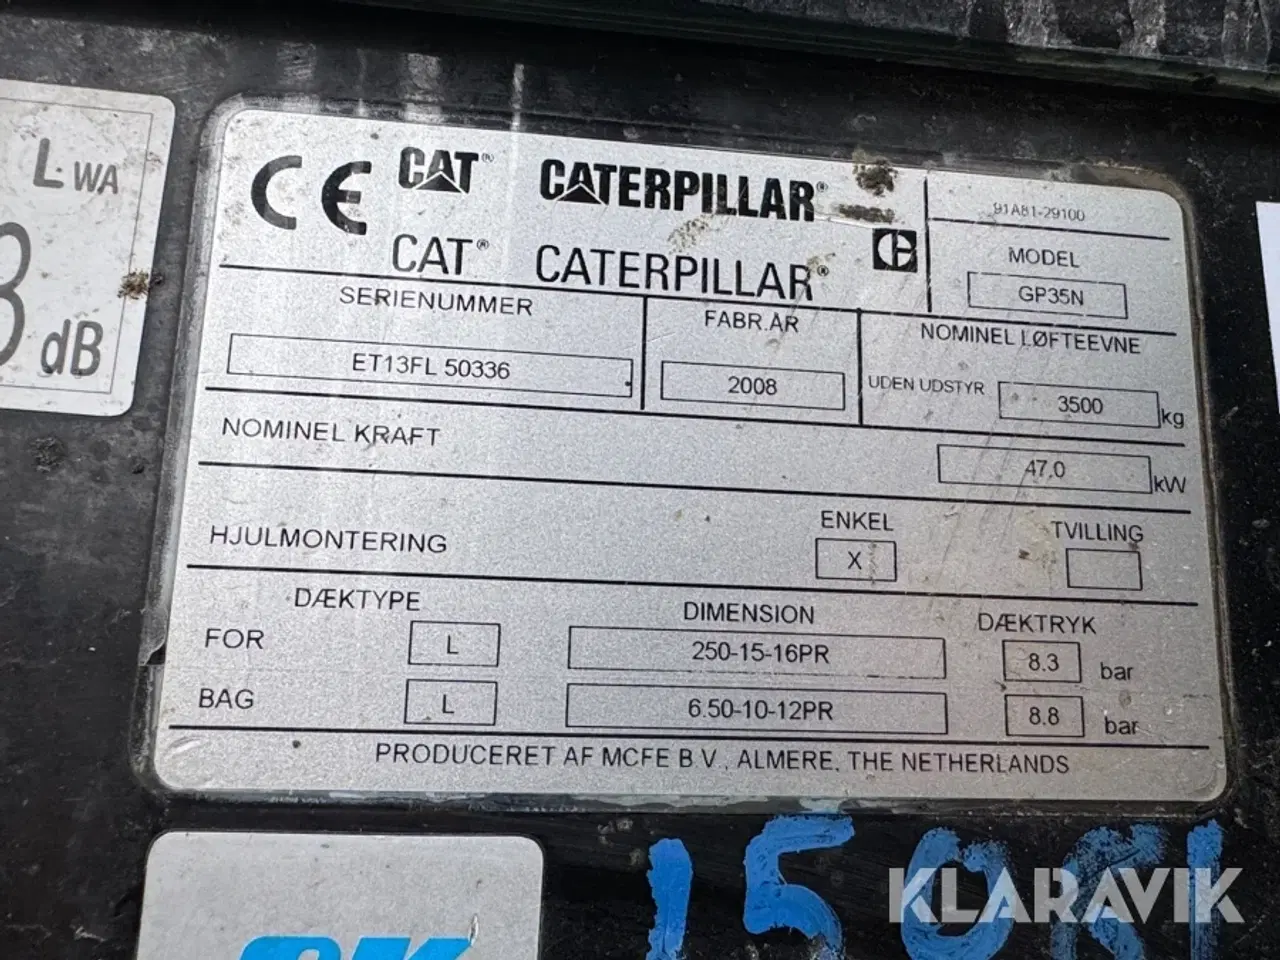 LWA
dB
CE CAT® CATERPILLAR®
CAT® CATERPILLAR®
91A81-29100
MODEL
GP35N
SERIENUMMER
ET13FL 50336
FABR.ÅR
2008
NOMINEL LØFTEEVNE
UDEN UDSTYR 3500 kg
NOMINEL KRAFT 47.0 kW
HJULMONTERING
ENKEL
X
TVILLING
DÆKTYPE DIMENSION DÆKTRYK
FOR L 250-15-16PR 8.3 bar
BAG L 6.50-10-12PR 8.8 bar
PRODUCERET AF MCFE B.V., ALMERE, THE NETHERLANDS
KLARAVIK